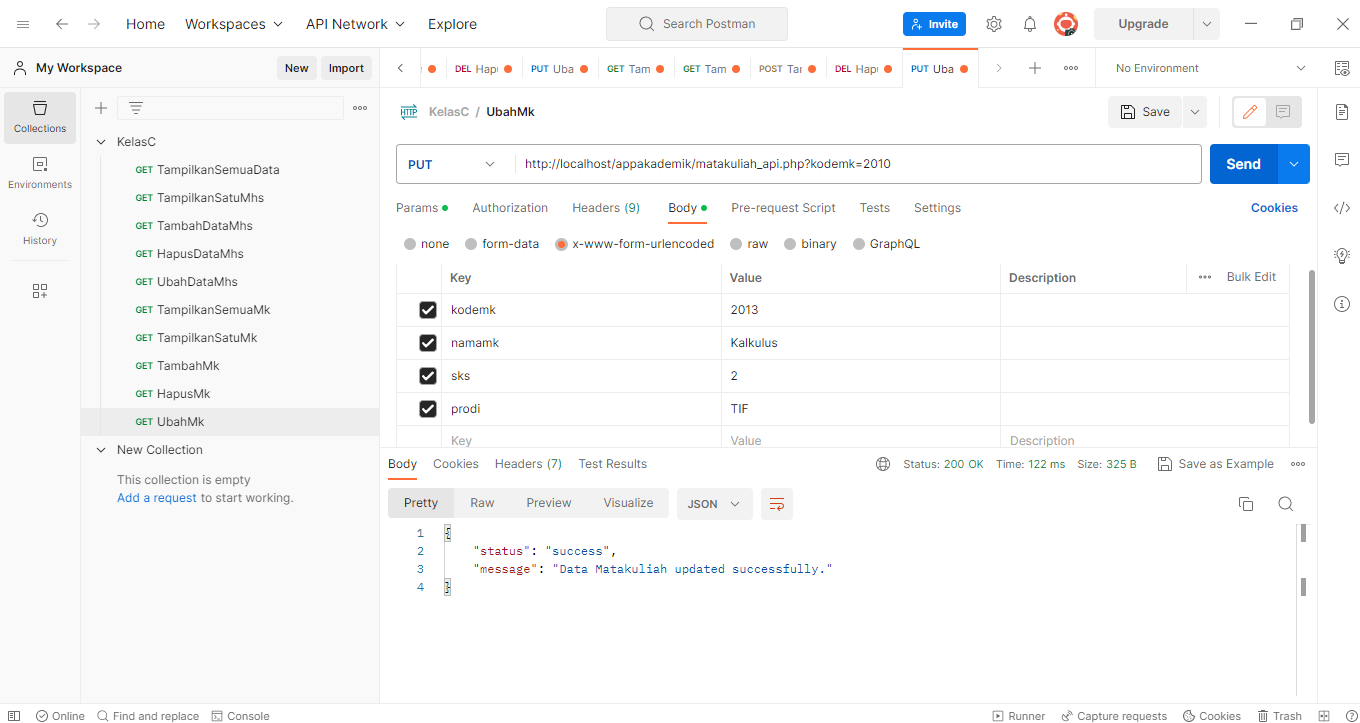 Home Workspaces API Network Explore Search Postman Invite Upgrade
My Workspace New Import DEL Hapu PUT Uba GET Tam GET Tam POST Tar DEL Hapu PUT Uba No Environment
Collections
Environments
History
KelasC
GET TampilkanSemuaData
GET TampilkanSatuMhs
GET TambahDataMhs
GET HapusDataMhs
GET UbahDataMhs
GET TampilkanSemuaMk
GET TampilkanSatuMk
GET TambahMk
GET HapusMk
GET UbahMk
New Collection
This collection is empty
Add a request to start working.
HTTP KelasC / UbahMk Save
PUT http://localhost/appakademik/matakuliah_api.php?kodemk=2010 Send
Params Authorization Headers (9) Body Pre-request Script Tests Settings Cookies
none form-data x-www-form-urlencoded raw binary GraphQL
Key Value Description Bulk Edit
kodemk 2013
namamk Kalkulus
sks 2
prodi TIF
Key Value Description
Body Cookies Headers (7) Test Results Status: 200 OK Time: 122 ms Size: 325 B Save as Example
Pretty Raw Preview Visualize JSON
1 {
2 "status": "success",
3 "message": "Data Matakuliah updated successfully."
4 }
Online Find and replace Console Runner Capture requests Cookies Trash